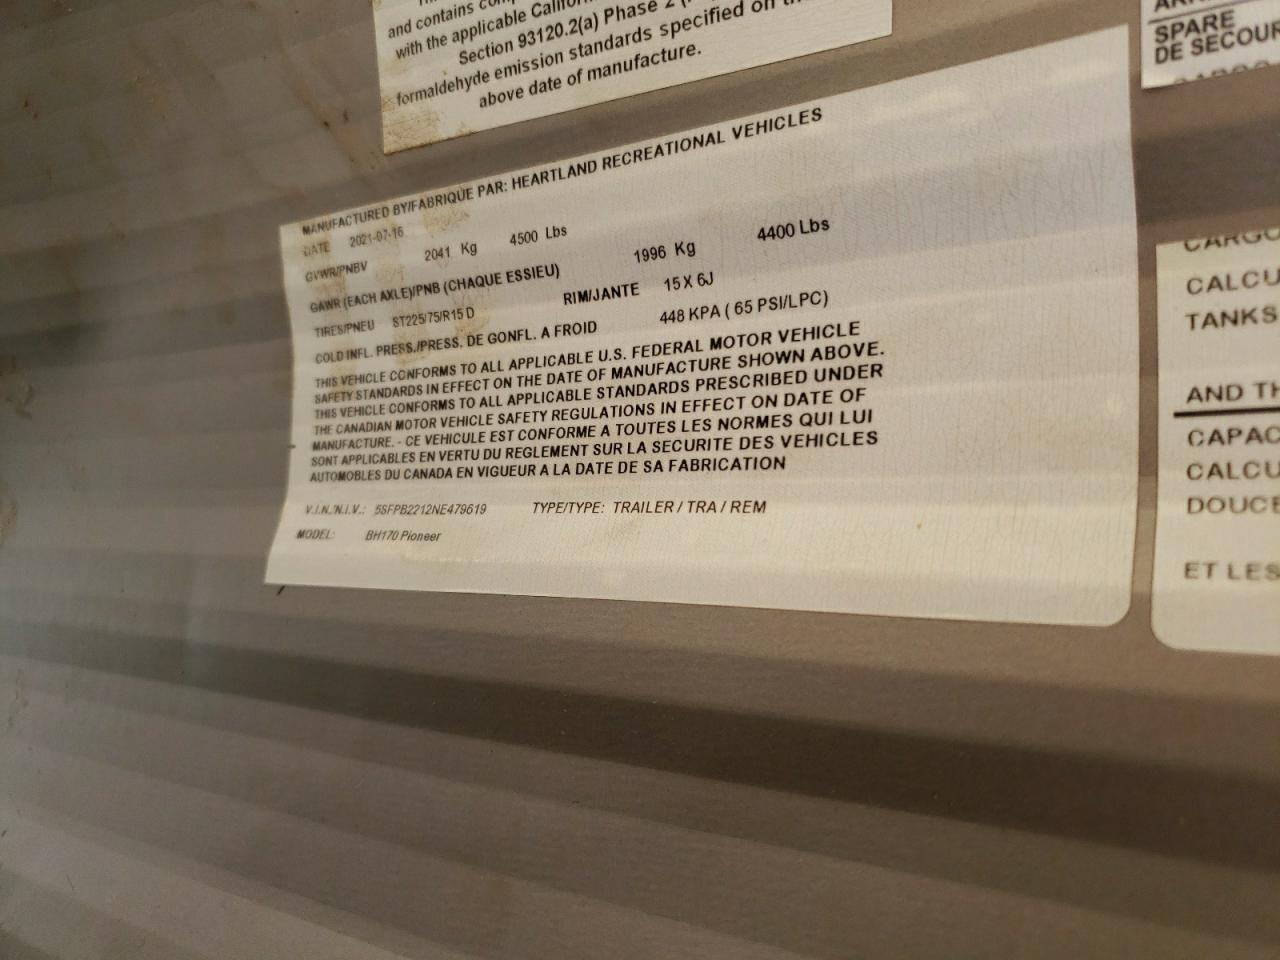 and contains
with the applicable
Section 93120.2(a) Phase 2
formaldehyde emission standards specified on
above date of manufacture.
SPARE
DE SECOUR
MANUFACTURED BY/FABRIQUE PAR: HEARTLAND RECREATIONAL VEHICLES
DATE 2021-07-16
GVWR/PNBV 2041 Kg 4500 Lbs
GAWR (EACH AXLE)/PNB (CHAQUE ESSIEU) 1996 Kg 4400 Lbs
TIRES/PNEU ST225/75/R15 D RIM/JANTE 15 X 6J
COLD INFL. PRESS./PRESS. DE GONFL. A FROID 448 KPA ( 65 PSI/LPC)
THIS VEHICLE CONFORMS TO ALL APPLICABLE U.S. FEDERAL MOTOR VEHICLE
SAFETY STANDARDS IN EFFECT ON THE DATE OF MANUFACTURE SHOWN ABOVE.
THIS VEHICLE CONFORMS TO ALL APPLICABLE STANDARDS PRESCRIBED UNDER
THE CANADIAN MOTOR VEHICLE SAFETY REGULATIONS IN EFFECT ON DATE OF
MANUFACTURE. - CE VEHICULE EST CONFORME A TOUTES LES NORMES QUI LUI
SONT APPLICABLES EN VERTU DU REGLEMENT SUR LA SECURITE DES VEHICLES
AUTOMOBLES DU CANADA EN VIGUEUR A LA DATE DE SA FABRICATION
V.I.N./N.I.V.: 5SFPB2212NE479619 TYPE/TYPE: TRAILER / TRA / REM
MODEL: BH170 Pioneer
CARGO
CALCU
TANKS
AND TH
CAPAC
CALCU
DOUCE
ET LES